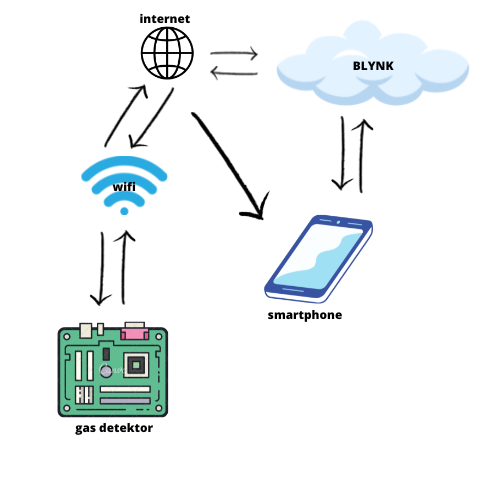 internet
BLYNK
wifi
smartphone
gas detektor